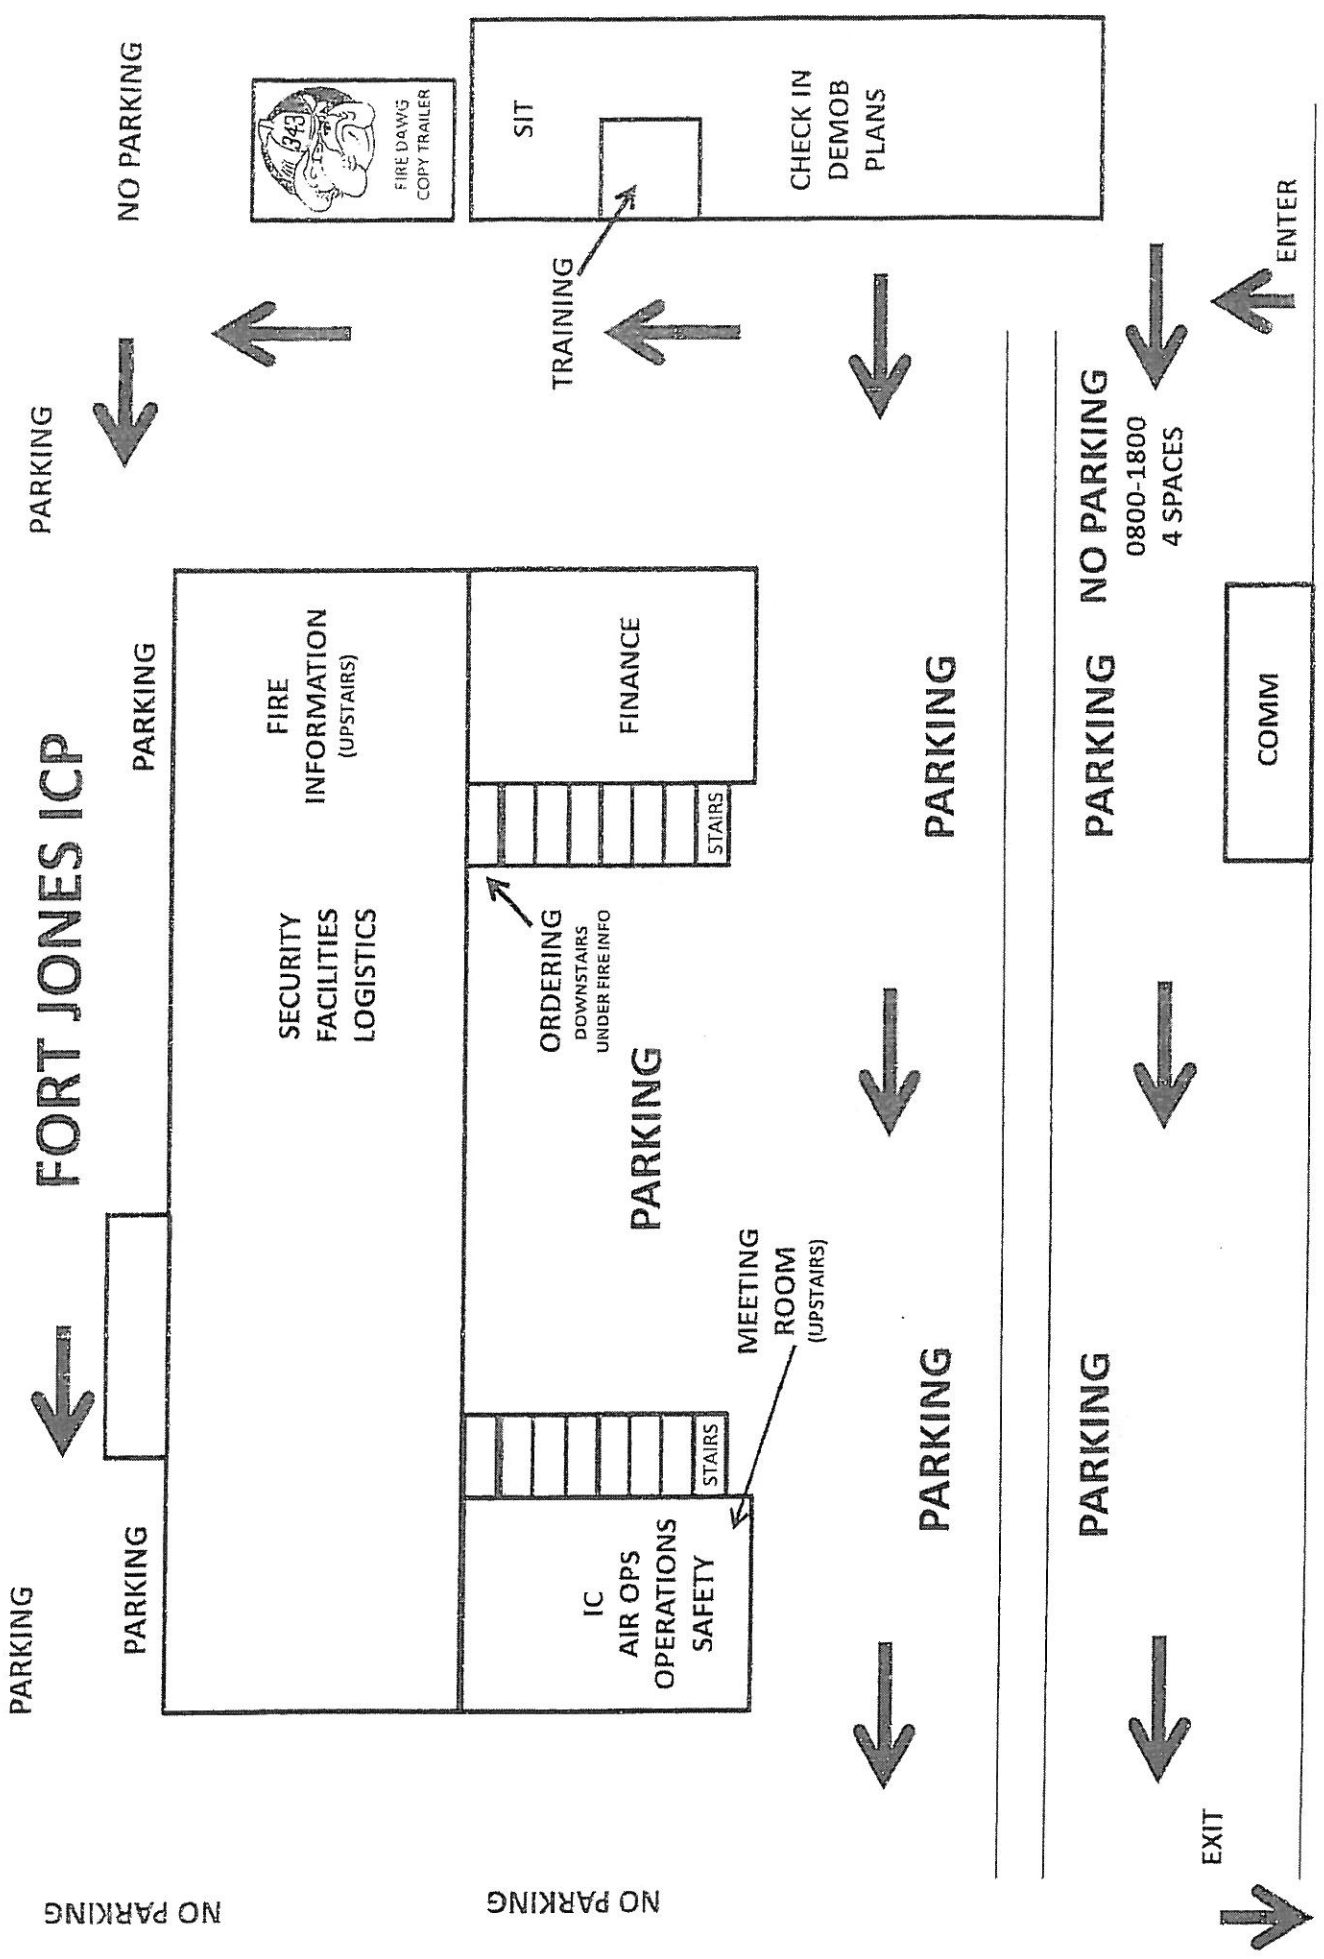 FORT JONES ICP
PARKING
PARKING
NO PARKING
PARKING
PARKING
NO PARKING
SECURITY
FACILITIES
LOGISTICS
FIRE
INFORMATION
(UPSTAIRS)
343
FIRE DAWG
COPY TRAILER
NO PARKING
IC
AIR OPS
OPERATIONS
SAFETY
STAIRS
MEETING
ROOM
(UPSTAIRS)
PARKING
ORDERING
DOWNSTAIRS
UNDER FIRE INFO
STAIRS
FINANCE
TRAINING
SIT
CHECK IN
DEMOB
PLANS
PARKING
PARKING
PARKING
PARKING
NO PARKING
0800-1800
4 SPACES
EXIT
COMM
ENTER